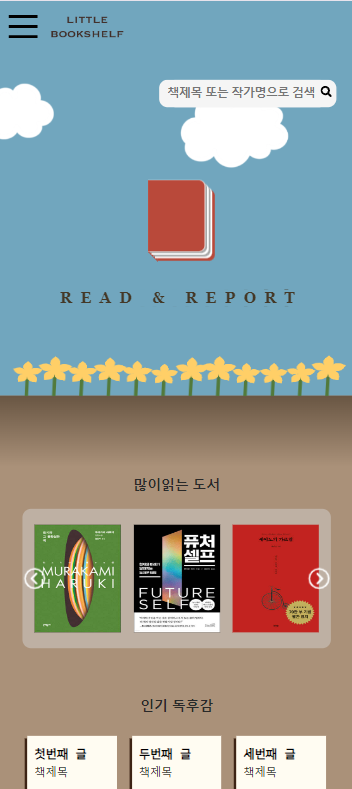 LITTLE
BOOKSHELF
책제목 또는 작가명으로 검색
READ & REPORT
많이읽는 도서
MURAKAMI
HARUKI
퓨처
셀프
FUTURE
SELF
인기 독후감
첫번째 글
책제목
두번째 글
책제목
세번째 글
책제목